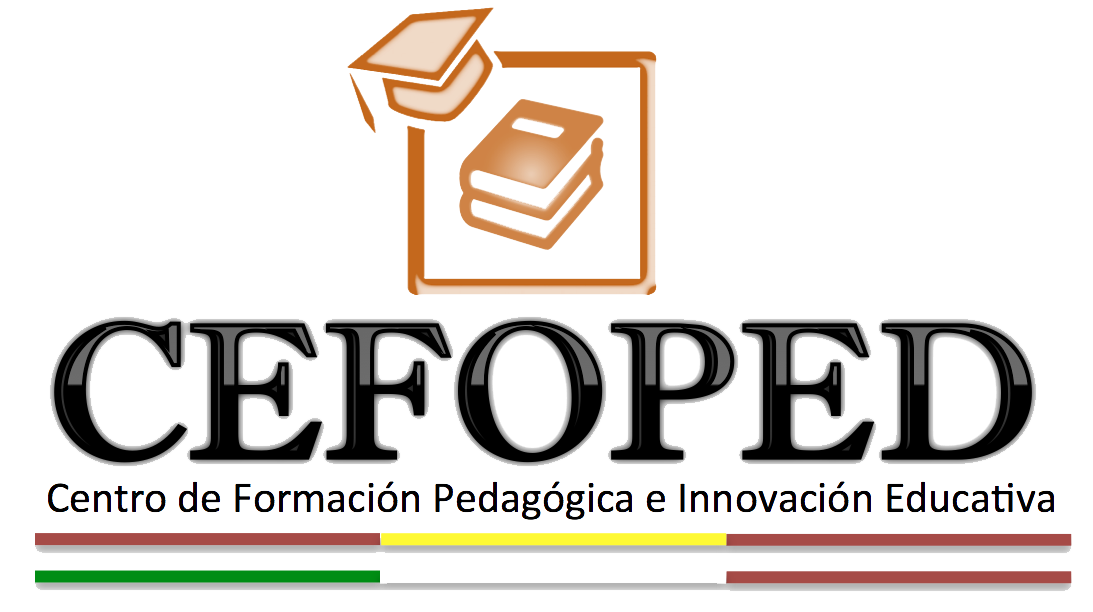 CEFOPED
Centro de Formación Pedagógica e Innovación Educativa